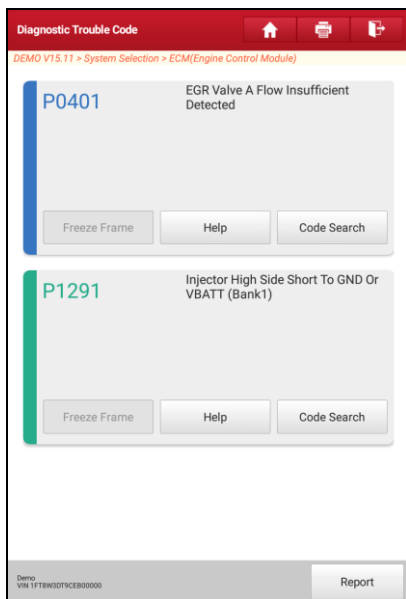 Diagnostic Trouble Code
DEMO V15.11 > System Selection > ECM(Engine Control Module)
P0401
EGR Valve A Flow Insufficient
Detected
Freeze Frame
Help
Code Search
P1291
Injector High Side Short To GND Or
VBATT (Bank1)
Freeze Frame
Help
Code Search
Demo
VIN 1FT8W3DT9CEB00000
Report